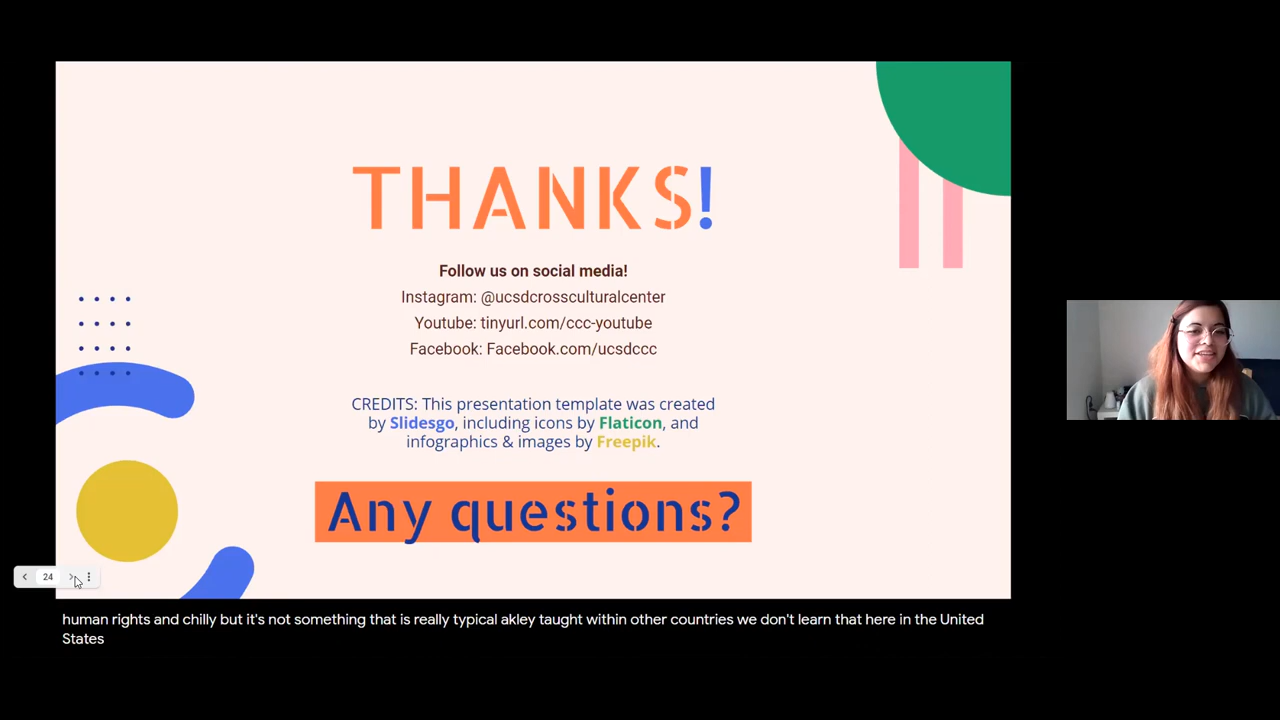 THANKS!
Follow us on social media!
Instagram: @ucsdcrossculturalcenter
Youtube: tinyurl.com/ccc-youtube
Facebook: Facebook.com/ucsdccc
CREDITS: This presentation template was created
by Slidesgo, including icons by Flaticon, and
infographics & images by Freepik.
Any questions?
24
human rights and chilly but it's not something that is really typical akley taught within other countries we don't learn that here in the United
States